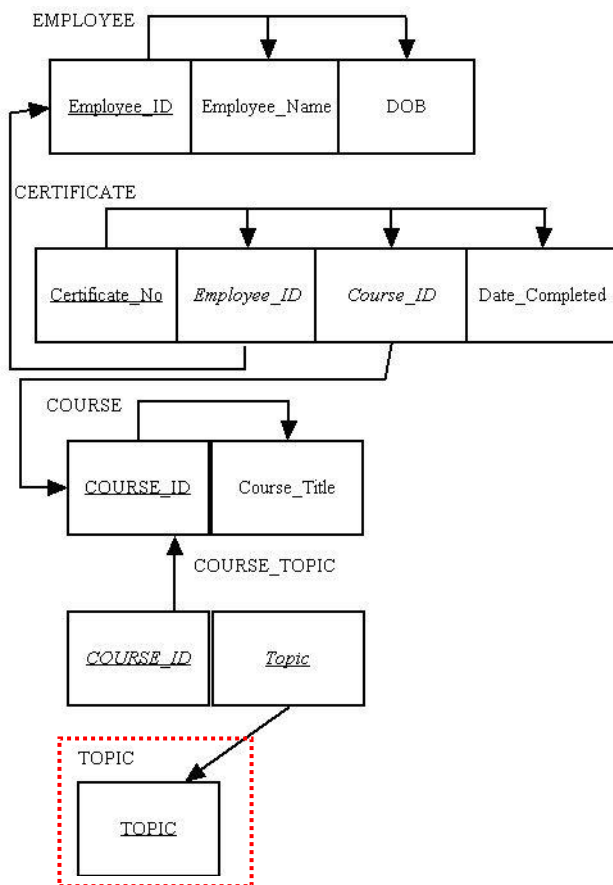 EMPLOYEE
Employee_ID Employee_Name DOB
CERTIFICATE
Certificate_No Employee_ID Course_ID Date_Completed
COURSE
COURSE_ID Course_Title
COURSE_TOPIC
COURSE_ID Topic
TOPIC
TOPIC